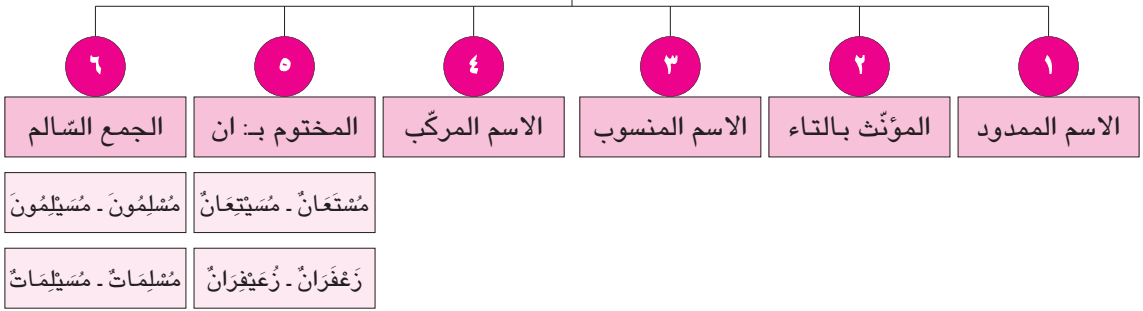 ١ ٢ ٣ ٤ ٥ ٦
الاسم الممدود المؤنّث بالتاء الاسم المنسوب الاسم المركّب المختوم بـ: ان الجمع السّالم
مُسْتَعَانٌ ـ مُسَيْتِعَانٌ مُسْلِمُونَ ـ مُسَيْلِمُونَ
زَعْفَرَانٌ ـ زُعَيْفِرَانٌ مُسْلِمَاتٌ ـ مُسَيْلِمَاتٌ